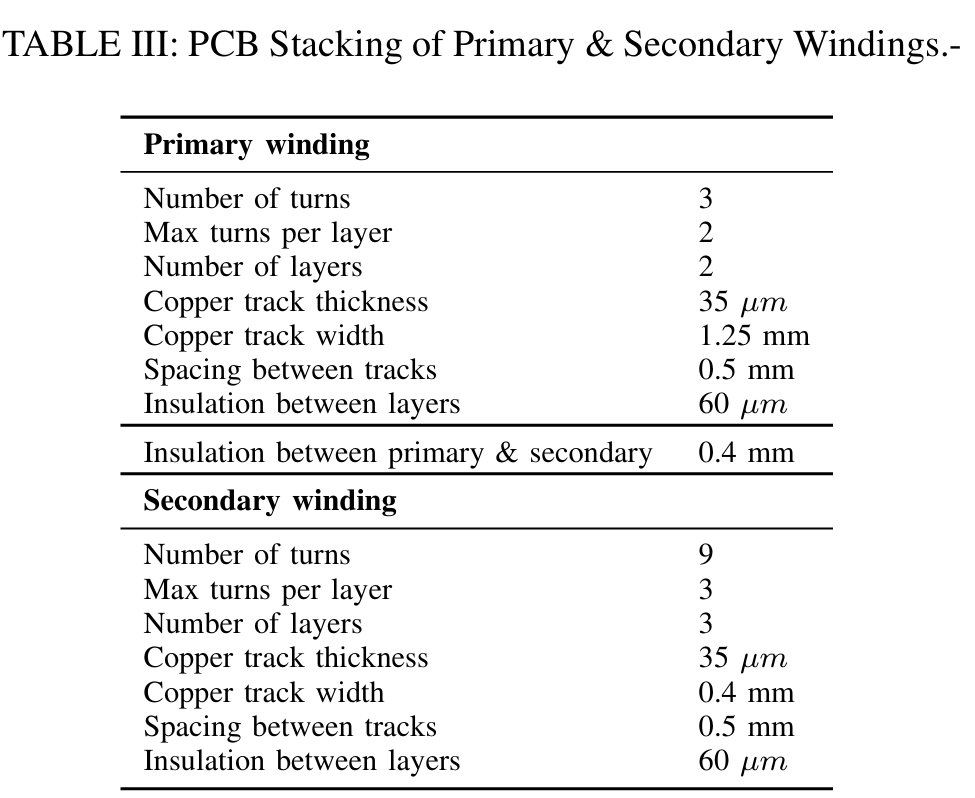 TABLE III: PCB Stacking of Primary & Secondary Windings.-
Primary winding
Number of turns 3
Max turns per layer 2
Number of layers 2
Copper track thickness 35 μm
Copper track width 1.25 mm
Spacing between tracks 0.5 mm
Insulation between layers 60 μm
Insulation between primary & secondary 0.4 mm
Secondary winding
Number of turns 9
Max turns per layer 3
Number of layers 3
Copper track thickness 35 μm
Copper track width 0.4 mm
Spacing between tracks 0.5 mm
Insulation between layers 60 μm